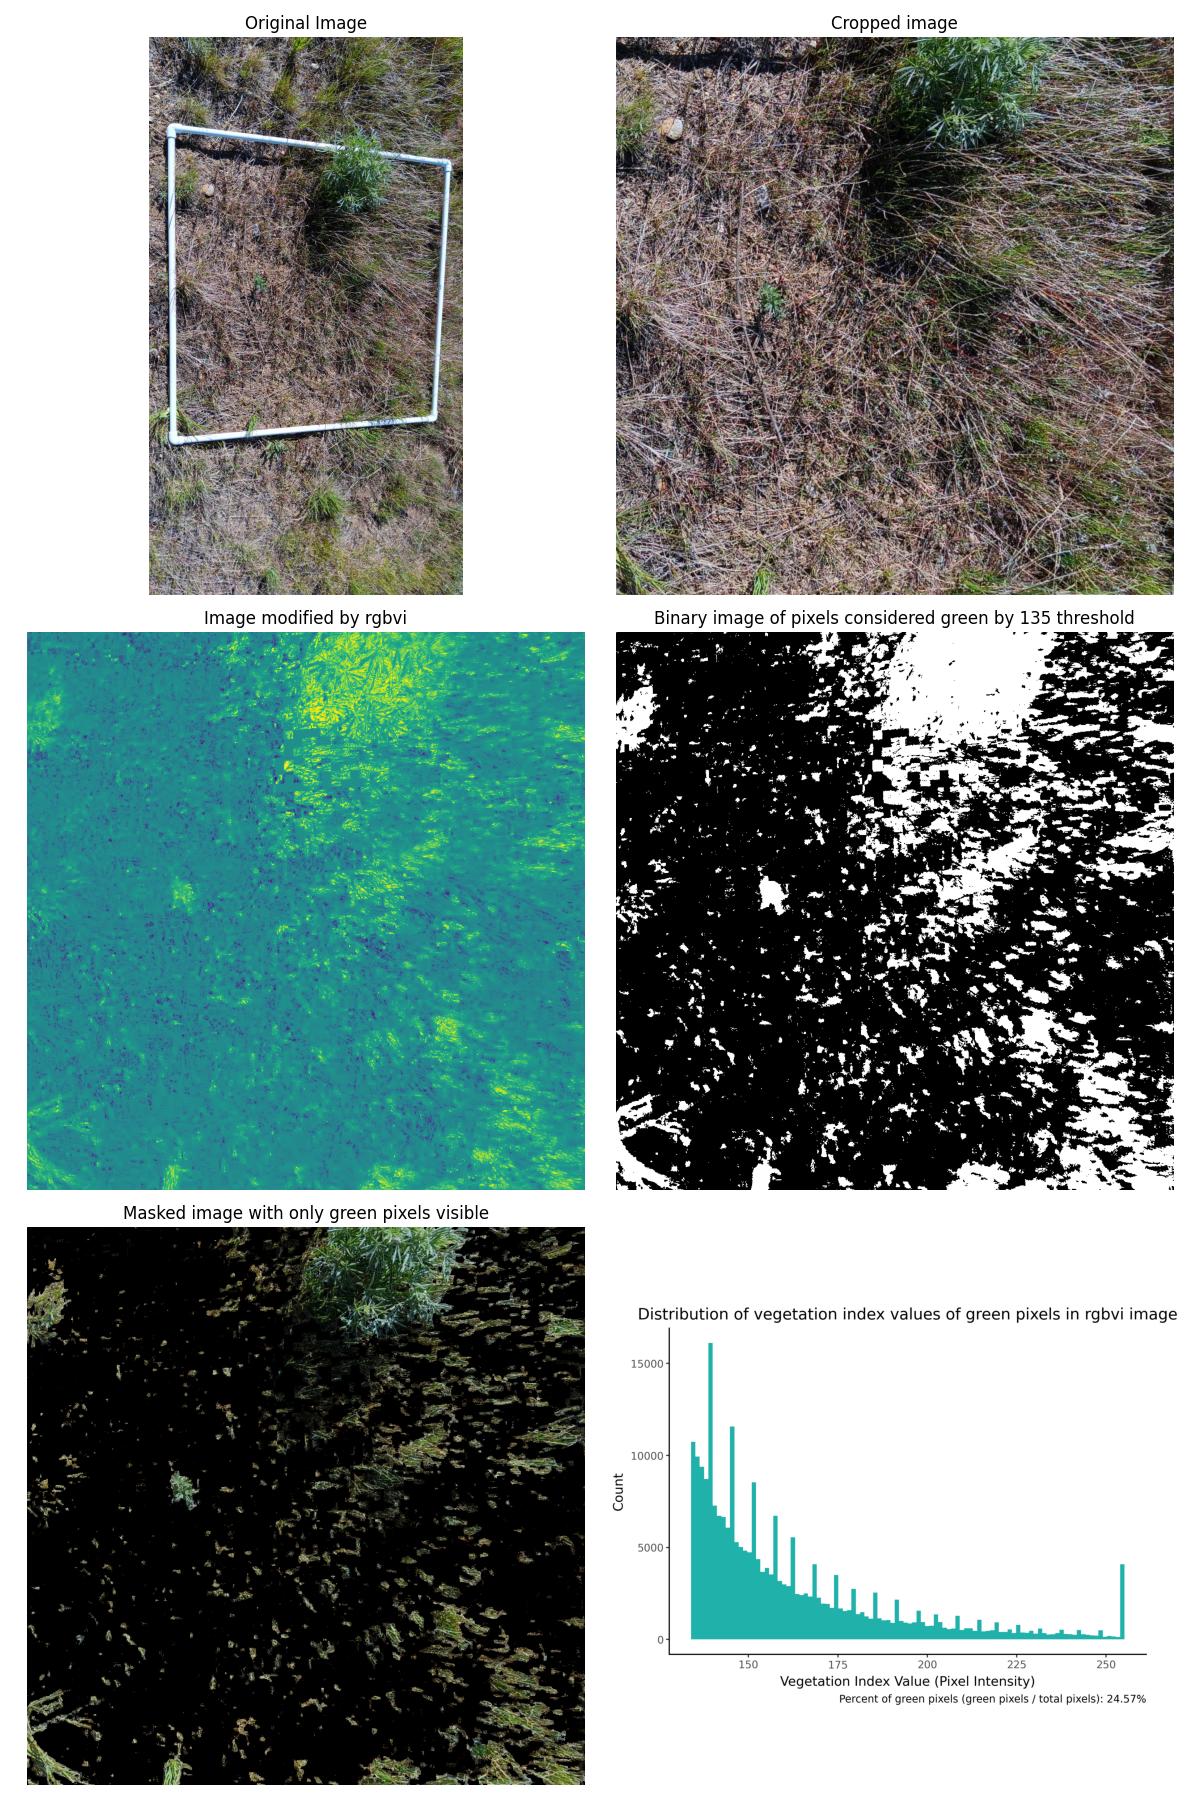 Original Image
Cropped image
Image modified by rgbvi
Binary image of pixels considered green by 135 threshold
Masked image with only green pixels visible
Distribution of vegetation index values of green pixels in rgbvi image
15000
10000
5000
0
Count
150 175 200 225 250
Vegetation Index Value (Pixel Intensity)
Percent of green pixels (green pixels / total pixels): 24.57%